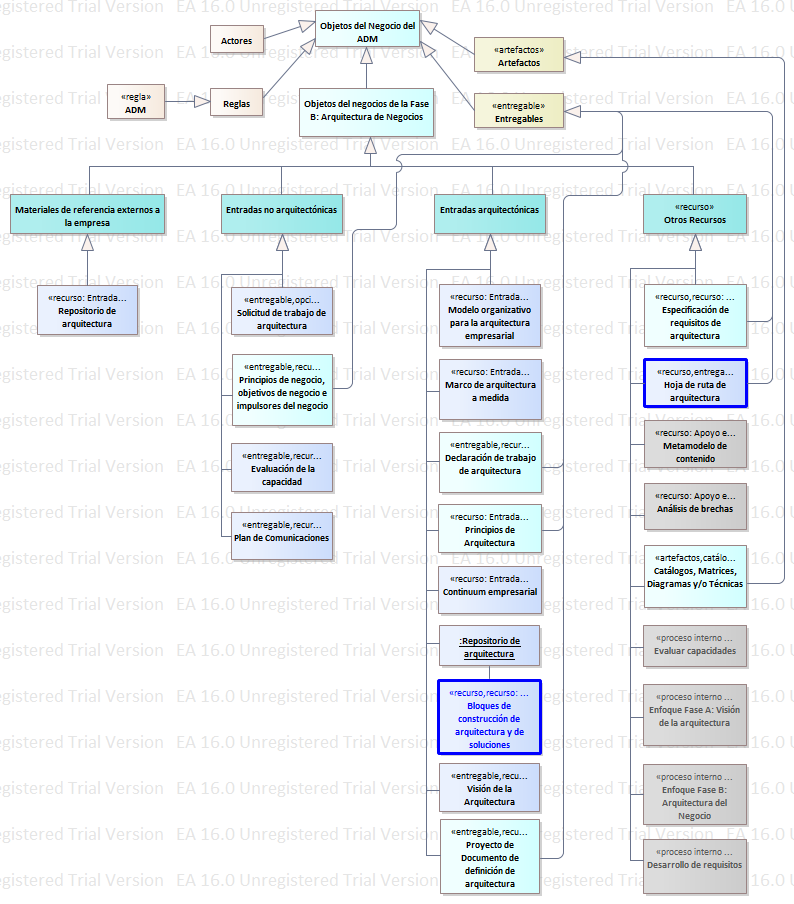 Objetos del Negocio del
ADM
Actores
«artefactos»
Artefactos
«regla»
ADM
Reglas
Objetos del negocios de la Fase
B: Arquitectura de Negocios
«entregable»
Entregables
Materiales de referencia externos a
la empresa
Entradas no arquitectónicas
Entradas arquitectónicas
«recurso»
Otros Recursos
«recurso: Entrada...
Repositorio de
arquitectura
«entregable,opci...
Solicitud de trabajo de
arquitectura
«entregable,recu...
Principios de negocio,
objetivos de negocio e
impulsores del negocio
«entregable,recur...
Evaluación de la
capacidad
«entregable,recur...
Plan de Comunicaciones
«recurso: Entrada...
Modelo organizativo
para la arquitectura
empresarial
«recurso: Entrada...
Marco de arquitectura
a medida
«entregable,recur...
Declaración de trabajo
de arquitectura
«recurso: Entrada...
Principios de
Arquitectura
«recurso: Entrada...
Continuum empresarial
:Repositorio de
arquitectura
«recurso,recurso: ...
Bloques de
construcción de
arquitectura y de
soluciones
«entregable,recu...
Visión de la
Arquitectura
«entregable,recu...
Proyecto de
Documento de
definición de
arquitectura
«recurso,recurso: ...
Especificación de
requisitos de
arquitectura
«recurso,entrega...
Hoja de ruta de
arquitectura
«recurso: Apoyo e...
Metamodelo de
contenido
«recurso: Apoyo e...
Análisis de brechas
«artefactos,catálo...
Catálogos, Matrices,
Diagramas y/o Técnicas
«proceso interno ...
Evaluar capacidades
«proceso interno ...
Enfoque Fase A: Visión
de la arquitectura
«proceso interno ...
Enfoque Fase B:
Arquitectura del
Negocio
«proceso interno ...
Desarrollo de requisitos
EA 16.0 Unregistered Trial Version